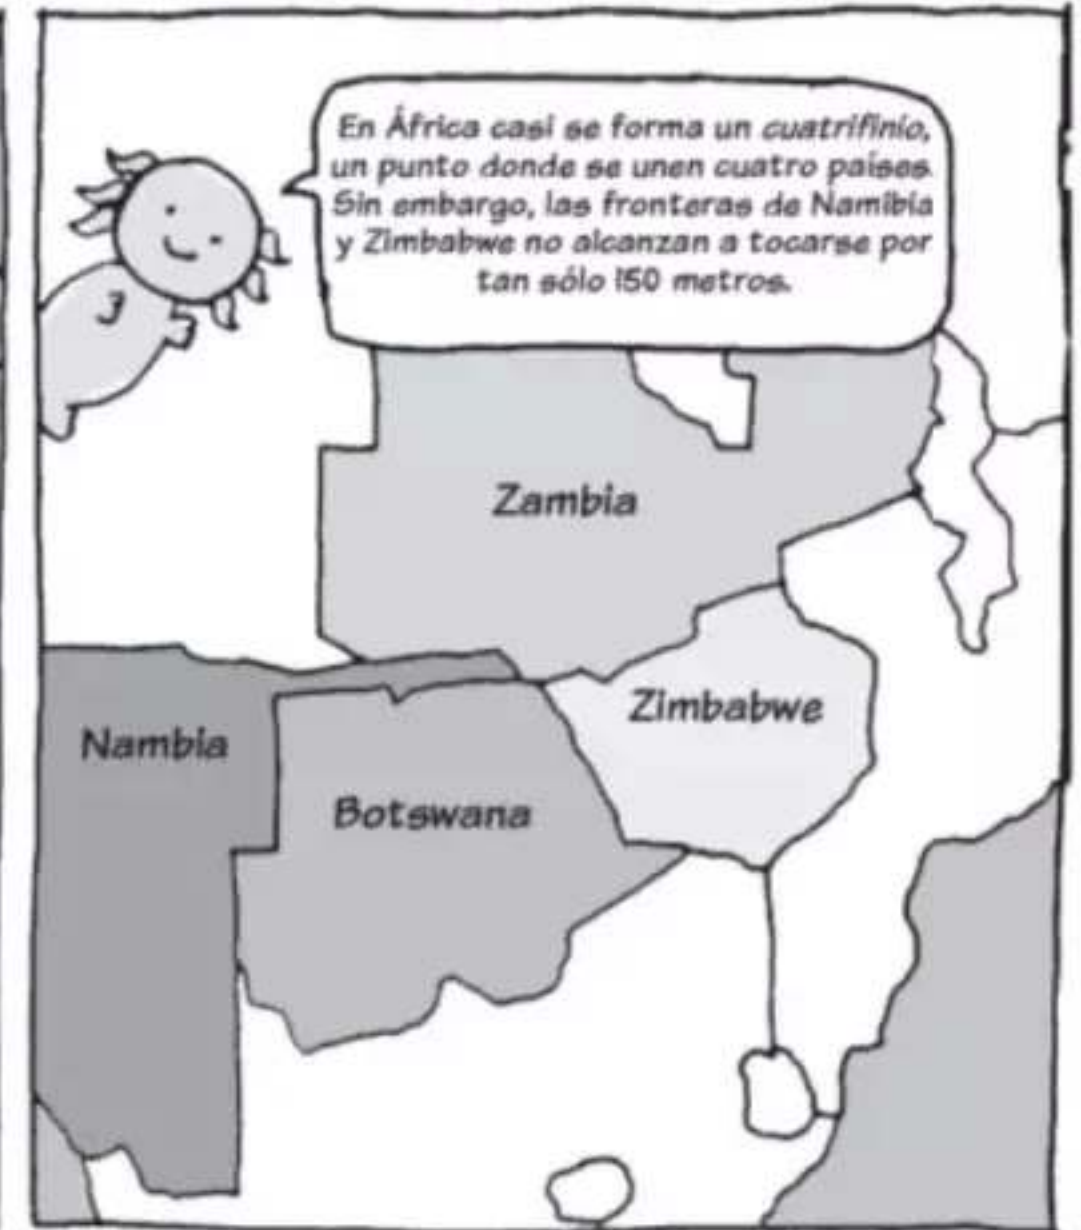 En África casi se forma un cuatrifinio,
un punto donde se unen cuatro países.
Sin embargo, las fronteras de Namibia
y Zimbabwe no alcanzan a tocarse por
tan sólo 150 metros.
Zambia
Zimbabwe
Nambia
Botswana